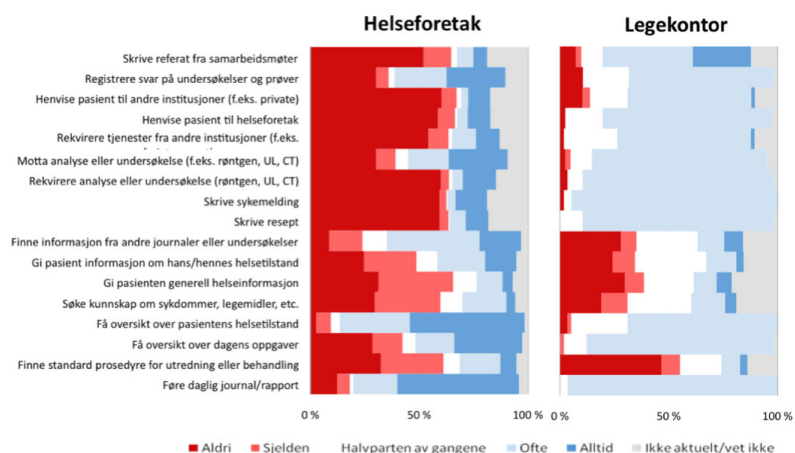 Helseforetak
Legekontor
Skrive referat fra samarbeidsmøter
Registrere svar på undersøkelser og prøver
Henvise pasient til andre institusjoner (f.eks. private)
Henvise pasient til helseforetak
Rekvirere tjenester fra andre institusjoner (f.eks.
Motta analyse eller undersøkelse (f.eks. røntgen, UL, CT)
Rekvirere analyse eller undersøkelse (røntgen, UL, CT)
Skrive sykemelding
Skrive resept
Finne informasjon fra andre journaler eller undersøkelser
Gi pasient informasjon om hans/hennes helsetilstand
Gi pasienten generell helseinformasjon
Søke kunnskap om sykdommer, legemidler, etc.
Få oversikt over pasientens helsetilstand
Få oversikt over dagens oppgaver
Finne standard prosedyre for utredning eller behandling
Føre daglig journal/rapport
0 % 50 % 100 % 0 % 50 % 100 %
Aldri Sjelden Halvparten av gangene Ofte Alltid Ikke aktuelt/vet ikke